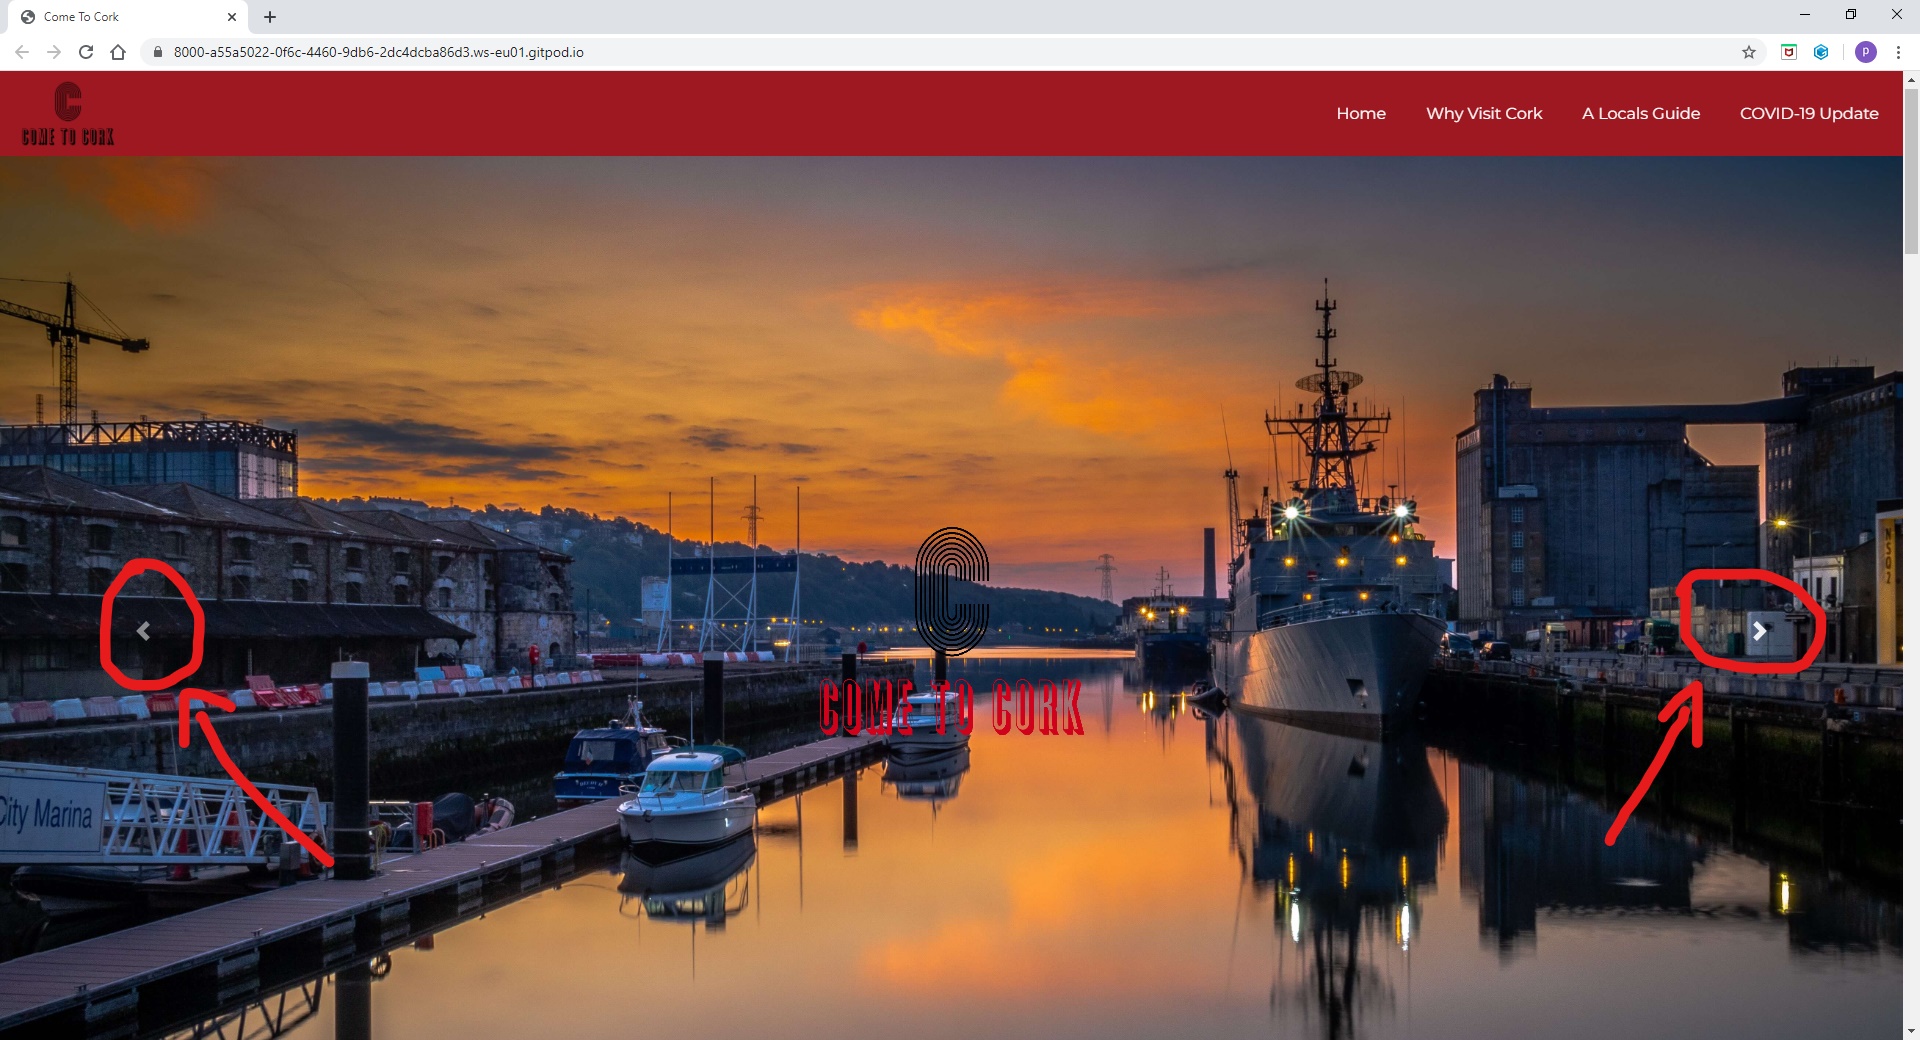 Come To Cork
8000-a55a5022-0f6c-4460-9db6-2dc4dcba86d3.ws-eu01.gitpod.io
P
C
COME TO CORK
Home
Why Visit Cork
A Locals Guide
COVID-19 Update
C
COME TO CORK
City Marina